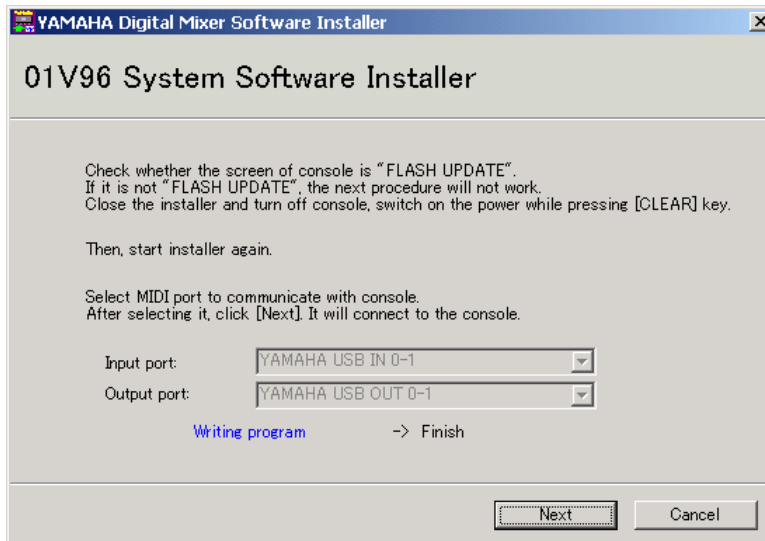 YAMAHA Digital Mixer Software Installer
01V96 System Software Installer
Check whether the screen of console is "FLASH UPDATE".
If it is not "FLASH UPDATE", the next procedure will not work.
Close the installer and turn off console, switch on the power while pressing [CLEAR] key.
Then, start installer again.
Select MIDI port to communicate with console.
After selecting it, click [Next]. It will connect to the console.
Input port: YAMAHA USB IN 0-1
Output port: YAMAHA USB OUT 0-1
Writing program -> Finish
Next Cancel